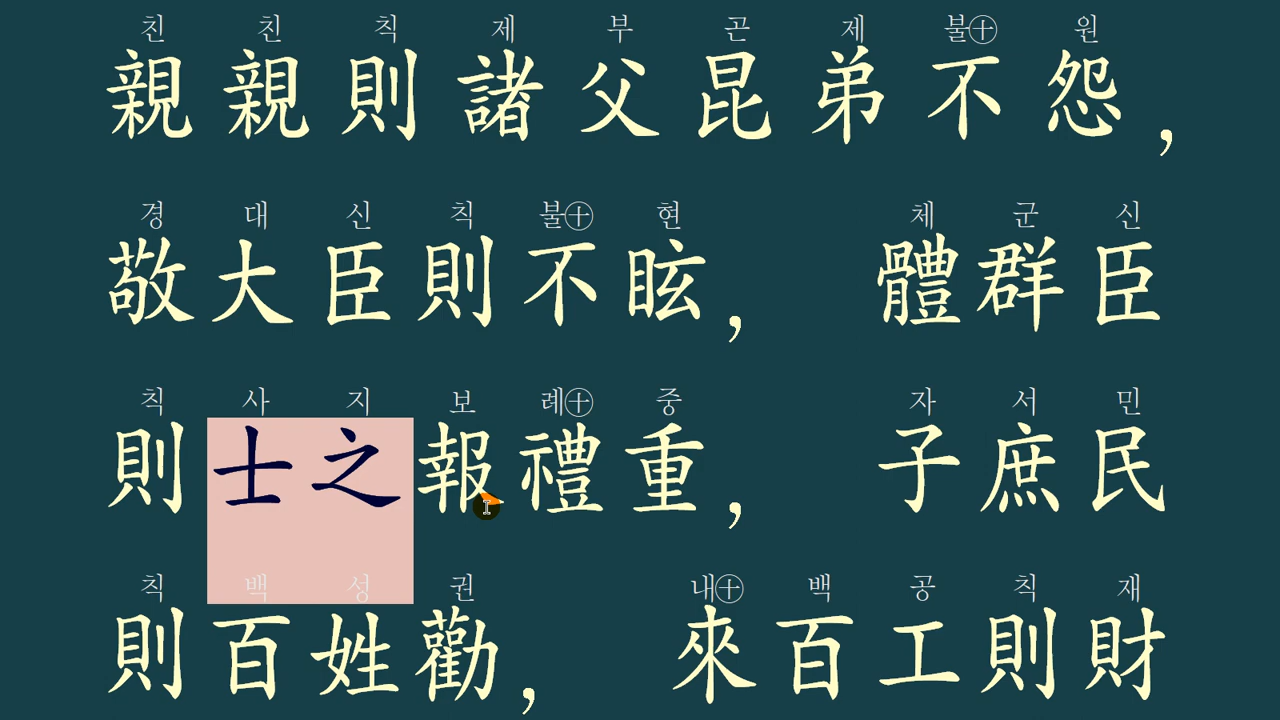 친 친 칙 제 부 곤 제 불㊉ 원
親親則諸父昆弟不怨,
경 대 신 칙 불㊉ 현 체 군 신
敬大臣則不眩, 體群臣
칙 사 지 보 례㊉ 중 자 서 민
則士之報禮重, 子庶民
칙 백 성 권 내㊉ 백 공 칙 재
則百姓勸, 來百工則財